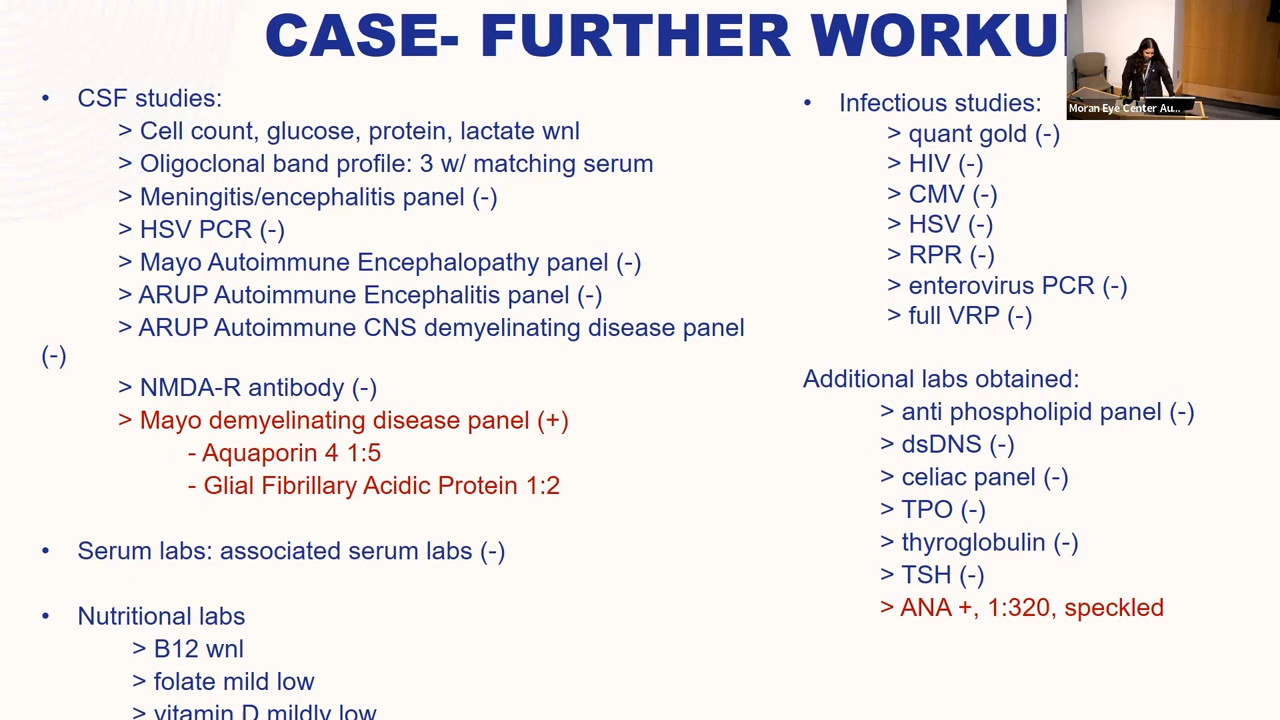 CASE- FURTHER WORKU
• CSF studies:
> Cell count, glucose, protein, lactate wnl
> Oligoclonal band profile: 3 w/ matching serum
> Meningitis/encephalitis panel (-)
> HSV PCR (-)
> Mayo Autoimmune Encephalopathy panel (-)
> ARUP Autoimmune Encephalitis panel (-)
> ARUP Autoimmune CNS demyelinating disease panel
(-)
> NMDA-R antibody (-)
> Mayo demyelinating disease panel (+)
- Aquaporin 4 1:5
- Glial Fibrillary Acidic Protein 1:2
• Serum labs: associated serum labs (-)
• Nutritional labs
> B12 wnl
> folate mild low
> vitamin D mildly low
• Infectious studies:
> quant gold (-)
> HIV (-)
> CMV (-)
> HSV (-)
> RPR (-)
> enterovirus PCR (-)
> full VRP (-)
Additional labs obtained:
> anti phospholipid panel (-)
> dsDNS (-)
> celiac panel (-)
> TPO (-)
> thyroglobulin (-)
> TSH (-)
> ANA +, 1:320, speckled
Moran Eye Center Au...